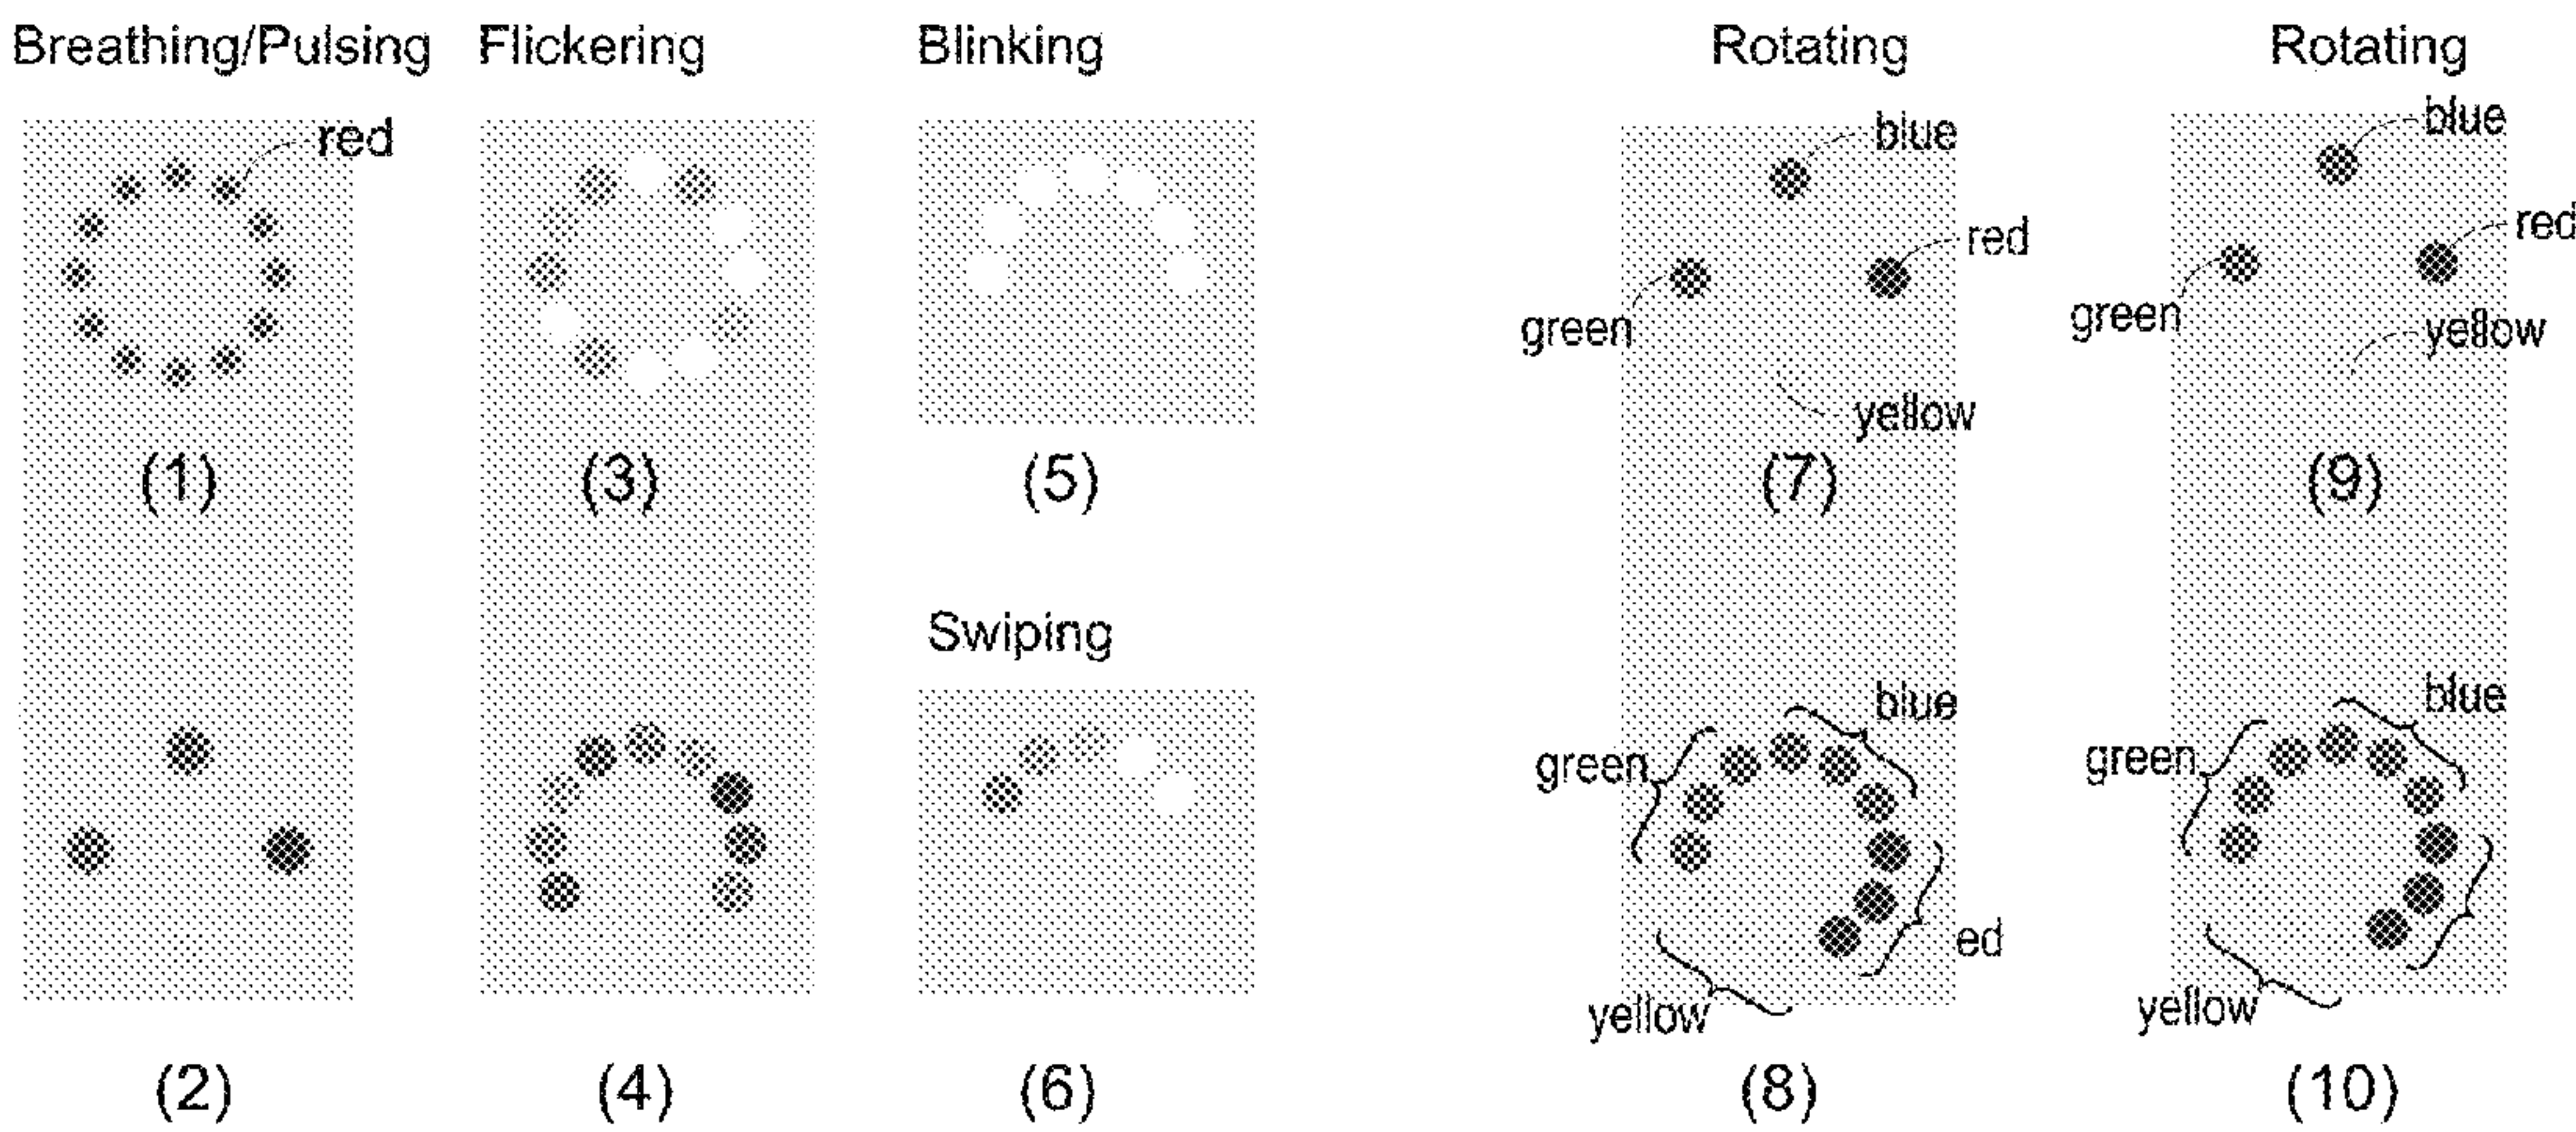 Breathing/Pulsing
Flickering
Blinking
Rotating
Rotating
red
blue
red
green
yellow
blue
red
green
yellow
(1)
(3)
(5)
(7)
(9)
Swiping
blue
green
ed
yellow
blue
green
yellow
(2)
(4)
(6)
(8)
(10)